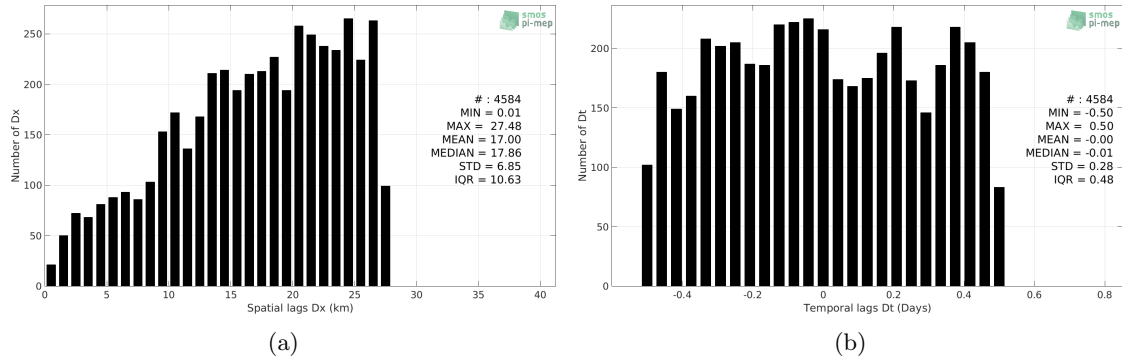 smos
pi-mep
250
200
150
100
50
0
Number of Dx
# : 4584
MIN = 0.01
MAX = 27.48
MEAN = 17.00
MEDIAN = 17.86
STD = 6.85
IQR = 10.63
0 5 10 15 20 25 30 35 40
Spatial lags Dx (km)
(a)
smos
pi-mep
200
150
100
50
0
Number of Dt
# : 4584
MIN = -0.50
MAX = 0.50
MEAN = -0.00
MEDIAN = -0.01
STD = 0.28
IQR = 0.48
-0.4 -0.2 0 0.2 0.4 0.6 0.8
Temporal lags Dt (Days)
(b)